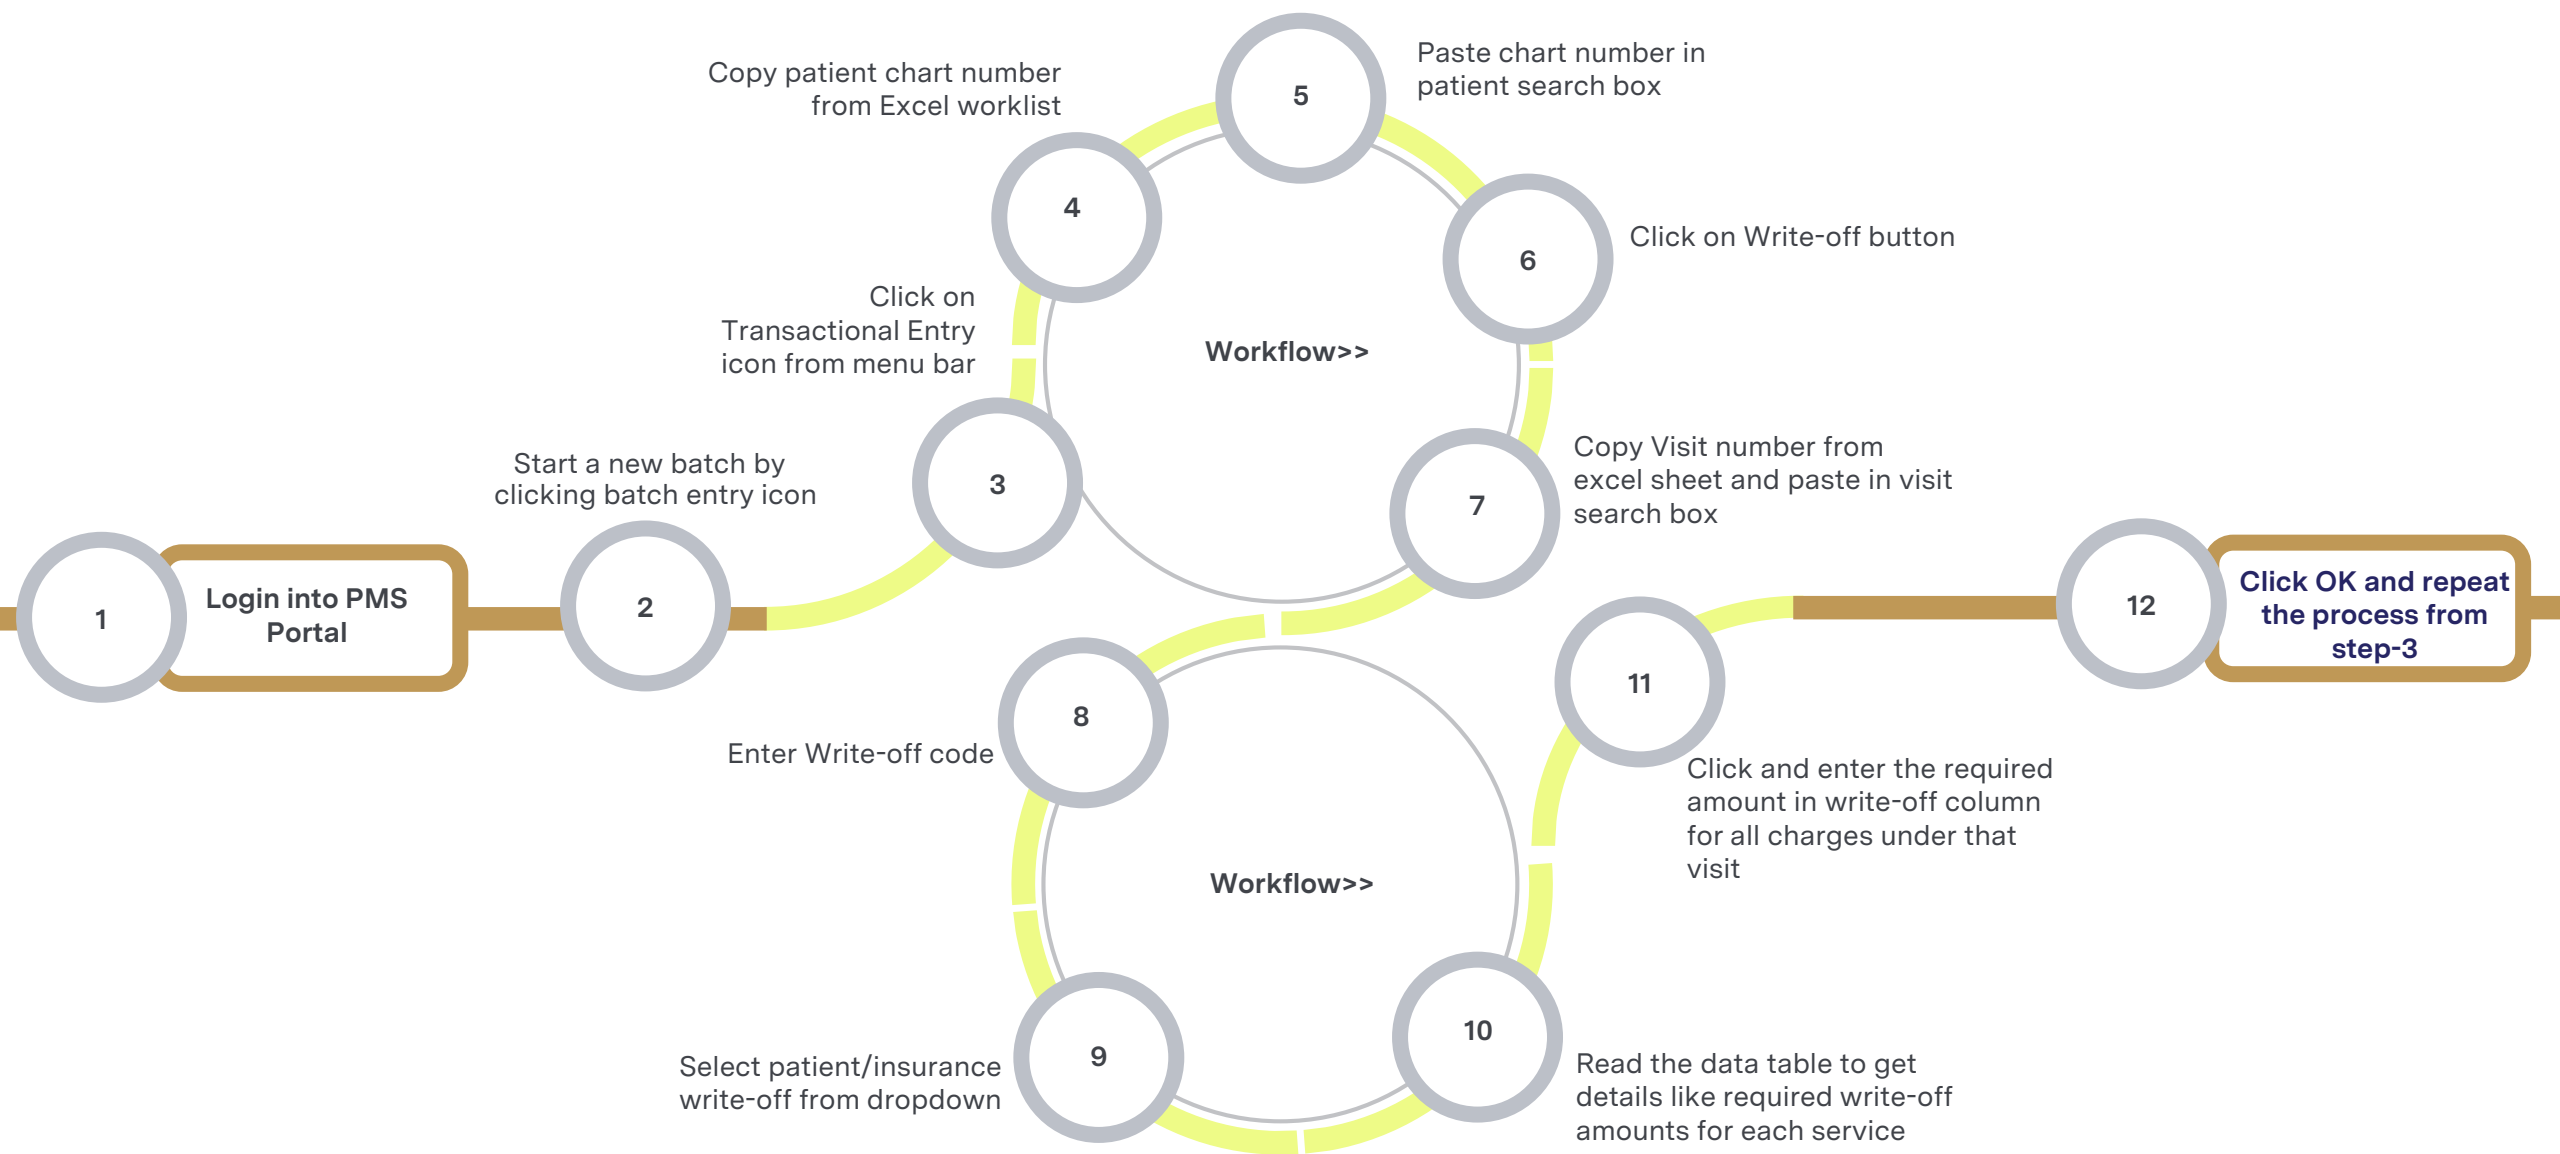 1
Login into PMS
Portal
Start a new batch by
clicking batch entry icon
2
Click on
Transactional Entry
icon from menu bar
3
Copy patient chart number
from Excel worklist
4
5
Paste chart number in
patient search box
6
Click on Write-off button
Workflow>>
7
Copy Visit number from
excel sheet and paste in visit
search box
8
Enter Write-off code
Workflow>>
9
Select patient/insurance
write-off from dropdown
10
Read the data table to get
details like required write-off
amounts for each service
11
Click and enter the required
amount in write-off column
for all charges under that
visit
12
Click OK and repeat
the process from
step-3